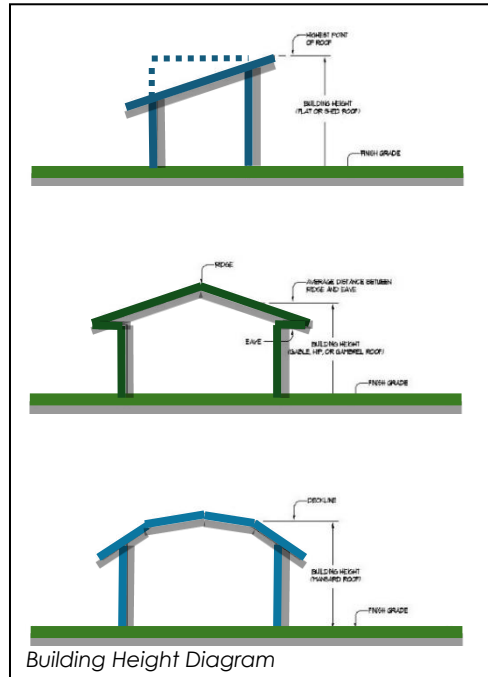 HIGHEST POINT
OF ROOF
BUILDING HEIGHT
(FLAT OR SHED ROOF)
FINISH GRADE
RIDGE
AVERAGE DISTANCE BETWEEN
RIDGE AND EAVE
EAVE
BUILDING HEIGHT
(GABLE, HIP, OR GAMBREL ROOF)
FINISH GRADE
DECKLINE
BUILDING HEIGHT
(MANSARD ROOF)
FINISH GRADE
Building Height Diagram